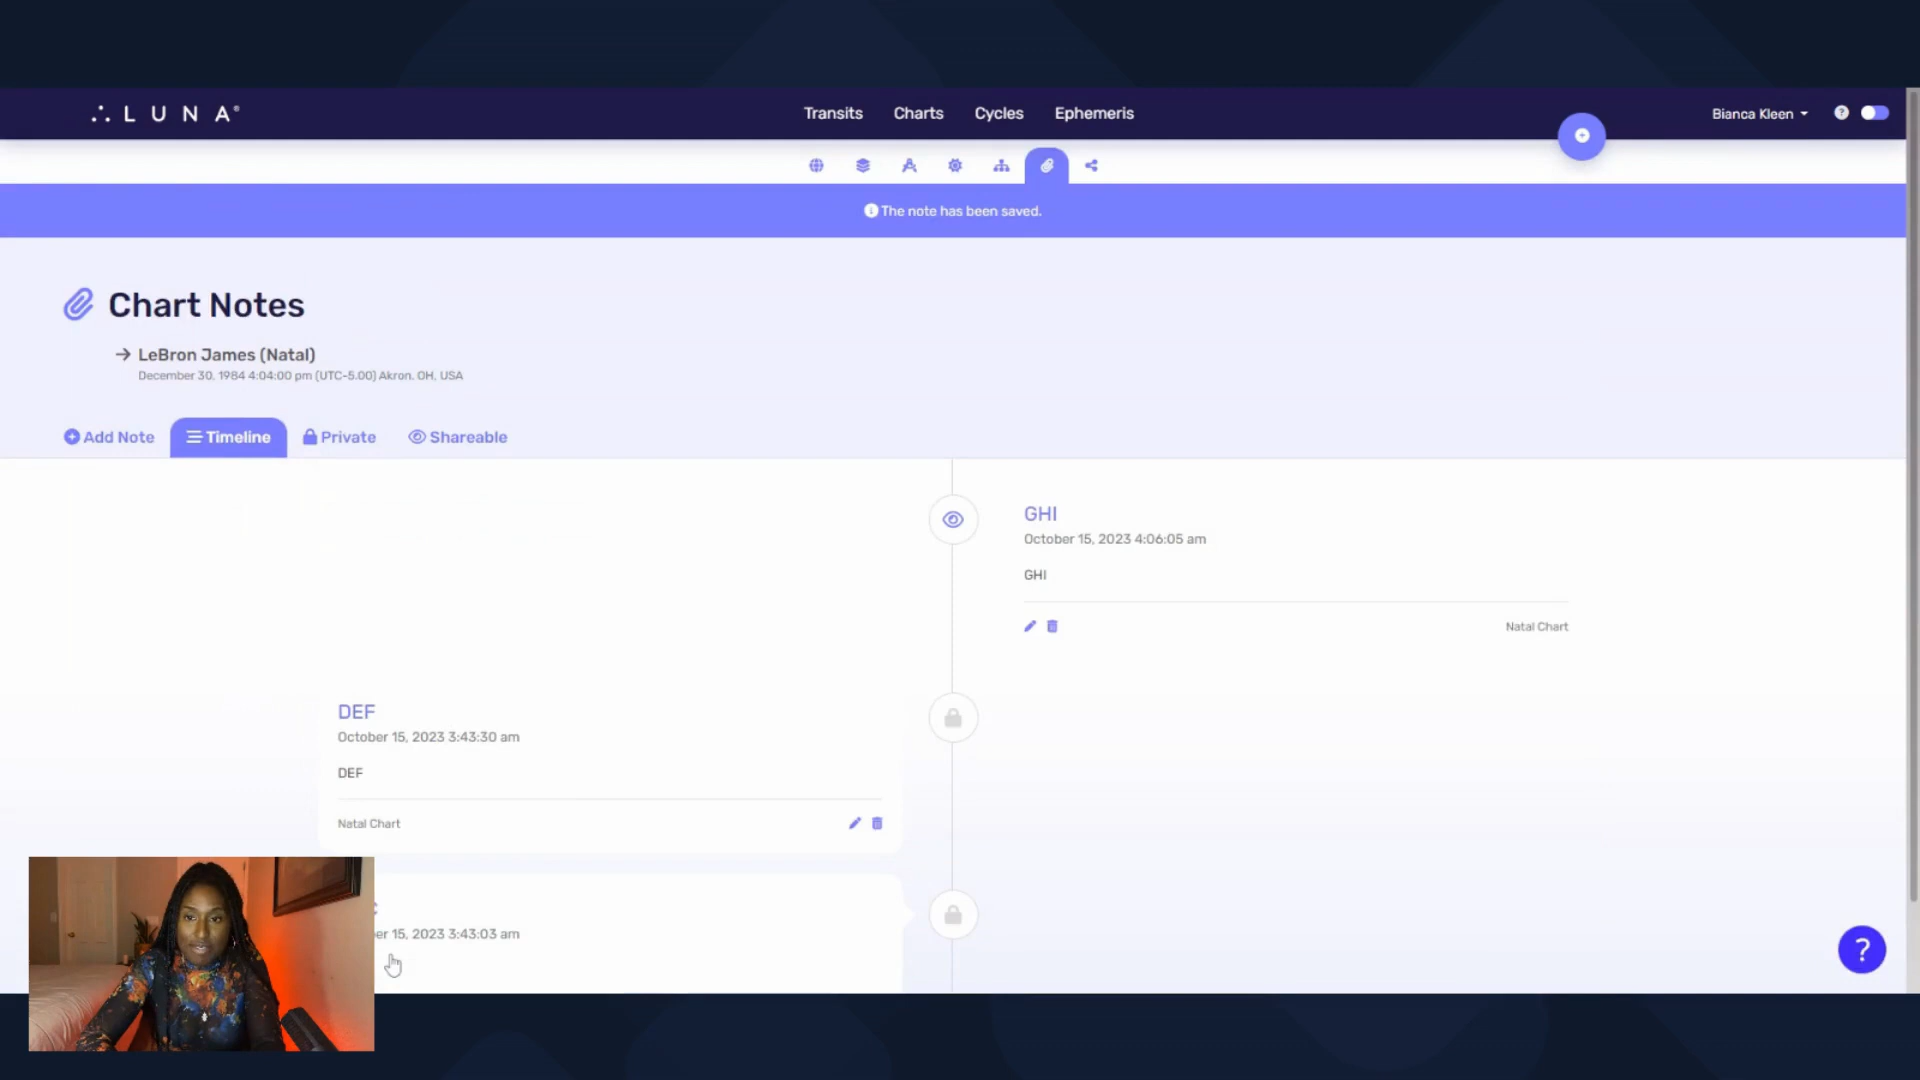 LUNA®
Transits Charts Cycles Ephemeris
Bianca Kleen
The note has been saved.
Chart Notes
LeBron James (Natal)
December 30, 1984 4:04:00 pm (UTC-5.00) Akron, OH, USA
Add Note Timeline Private Shareable
GHI
October 15, 2023 4:06:05 am
GHI
Natal Chart
DEF
October 15, 2023 3:43:30 am
DEF
Natal Chart
15, 2023 3:43:03 am
?